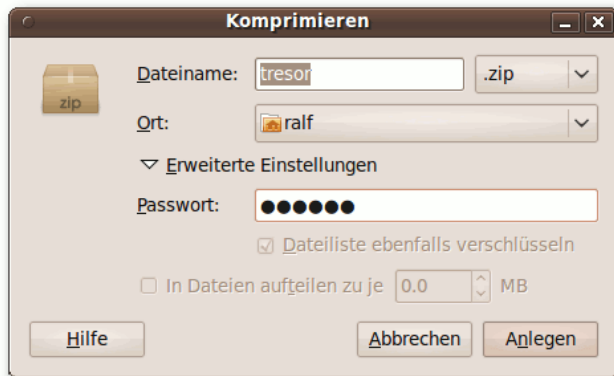 Komprimieren
Dateiname: tresor .zip
zip
Ort: ralf
Erweiterte Einstellungen
Passwort: ●●●●●●
Dateiliste ebenfalls verschlüsseln
In Dateien aufteilen zu je 0.0 MB
Hilfe Abbrechen Anlegen